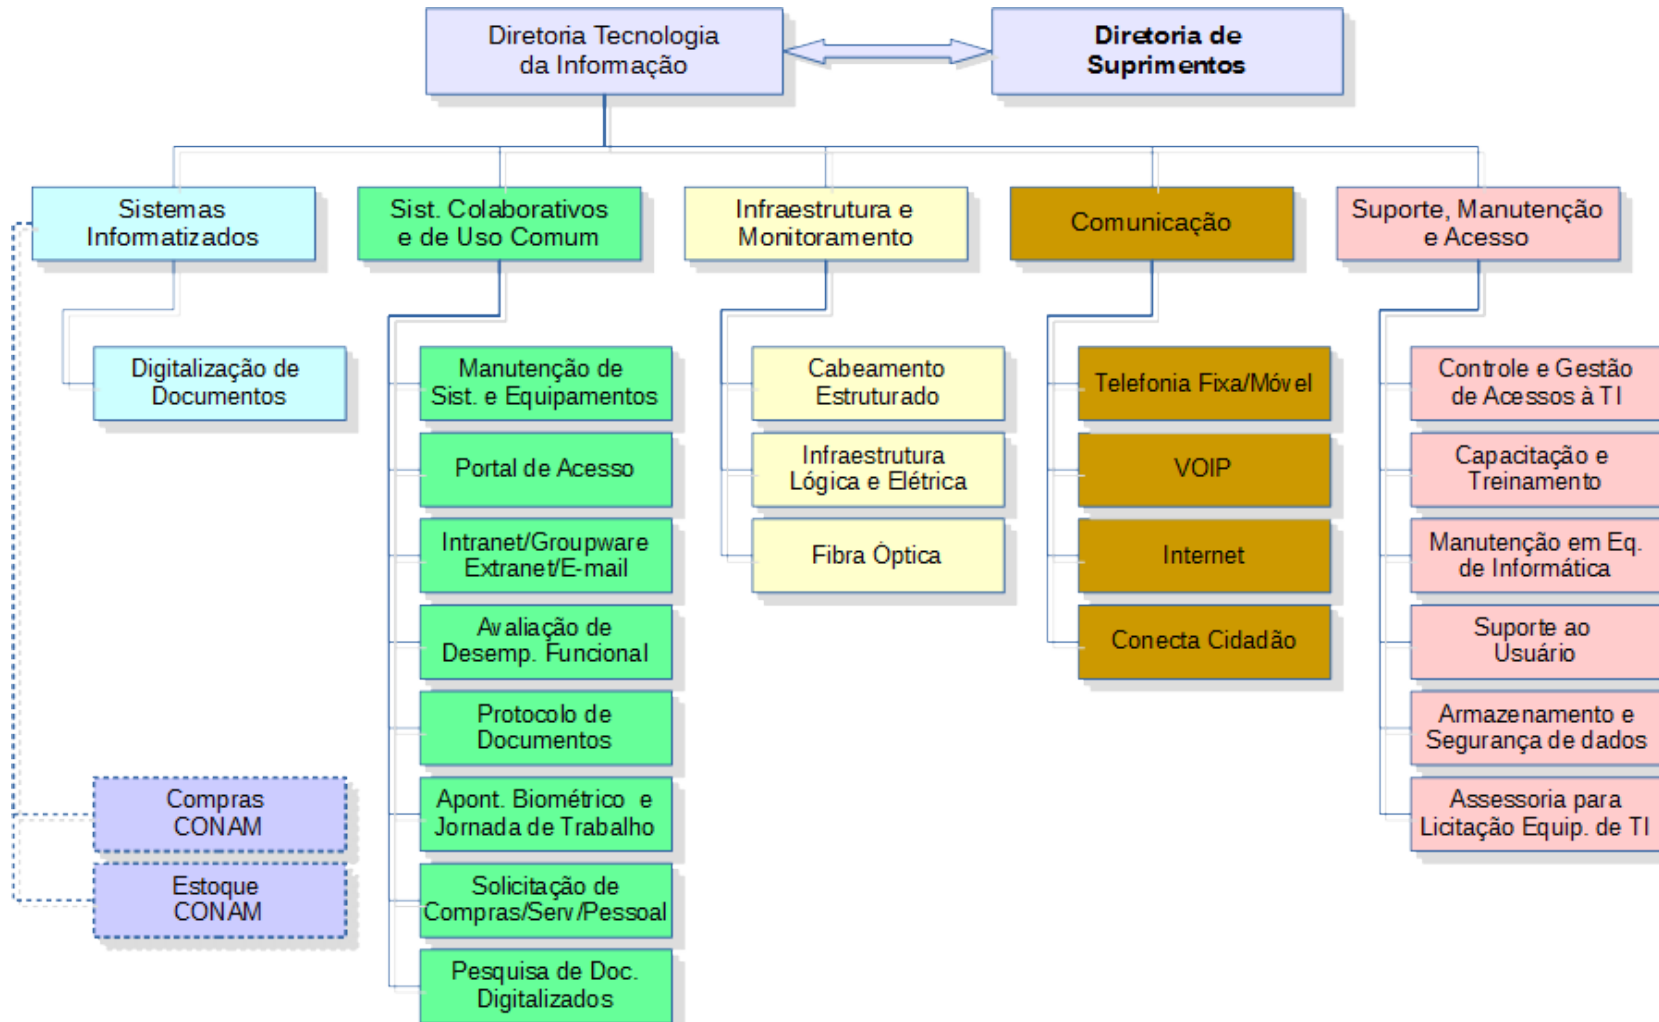 Diretoria Tecnologia
da Informação
Diretoria de
Suprimentos
Sistemas
Informatizados
Sist. Colaborativos
e de Uso Comum
Infraestrutura e
Monitoramento
Comunicação
Suporte, Manutenção
e Acesso
Digitalização de
Documentos
Compras
CONAM
Estoque
CONAM
Manutenção de
Sist. e Equipamentos
Portal de Acesso
Intranet/Groupware
Extranet/E-mail
Avaliação de
Desemp. Funcional
Protocolo de
Documentos
Apont. Biométrico e
Jornada de Trabalho
Solicitação de
Compras/Serv/Pessoal
Pesquisa de Doc.
Digitalizados
Cabeamento
Estruturado
Infraestrutura
Lógica e Elétrica
Fibra Óptica
Telefonia Fixa/Móvel
VOIP
Internet
Conecta Cidadão
Controle e Gestão
de Acessos à TI
Capacitação e
Treinamento
Manutenção em Eq.
de Informática
Suporte ao
Usuário
Armazenamento e
Segurança de dados
Assessoria para
Licitação Equip. de TI